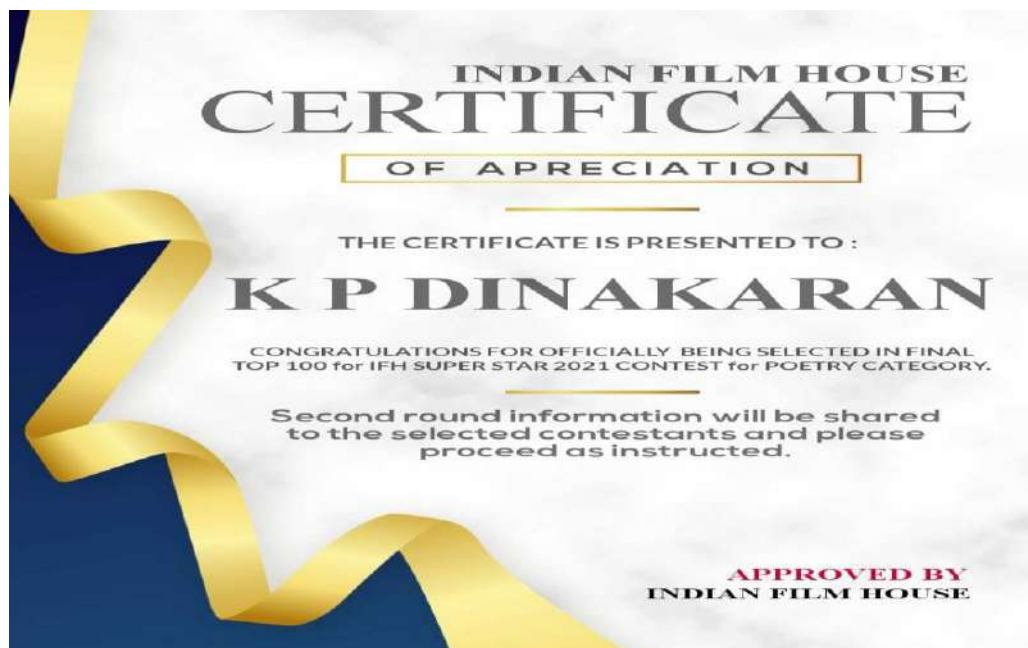 INDIAN FILM HOUSE
CERTIFICATE
OF APRECIATION
THE CERTIFICATE IS PRESENTED TO :
K P DINAKARAN
CONGRATULATIONS FOR OFFICIALLY BEING SELECTED IN FINAL
TOP 100 for IFH SUPER STAR 2021 CONTEST for POETRY CATEGORY.
Second round information will be shared
to the selected contestants and please
proceed as instructed.
APPROVED BY
INDIAN FILM HOUSE